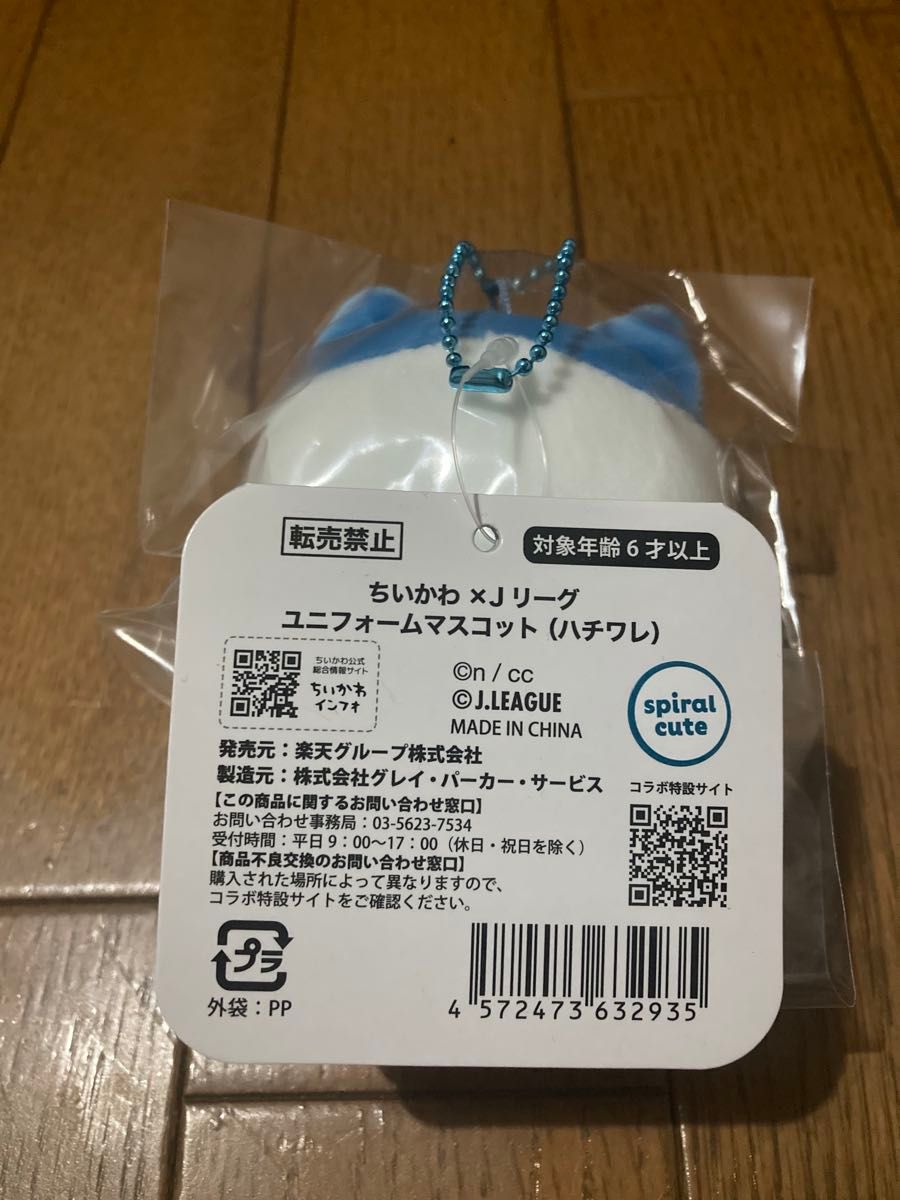 転売禁止
対象年齢6才以上
ちいかわ ×Jリーグ
ユニフォームマスコット(ハチワレ)
ちいかわ公式
総合情報サイト
ちいかわ
インフォ
©n / cc
©J.LEAGUE
MADE IN CHINA
spiral
cute
発売元:楽天グループ株式会社
製造元:株式会社グレイ・パーカー・サービス
【この商品に関するお問い合わせ窓口】
お問い合わせ事務局:03-5623-7534
受付時間:平日9:00〜17:00(休日・祝日を除く)
【商品不良交換のお問い合わせ窓口】
購入された場所によって異なりますので、
コラボ特設サイトをご確認ください。
コラボ特設サイト
プラ
外袋:PP
4 572473 632935